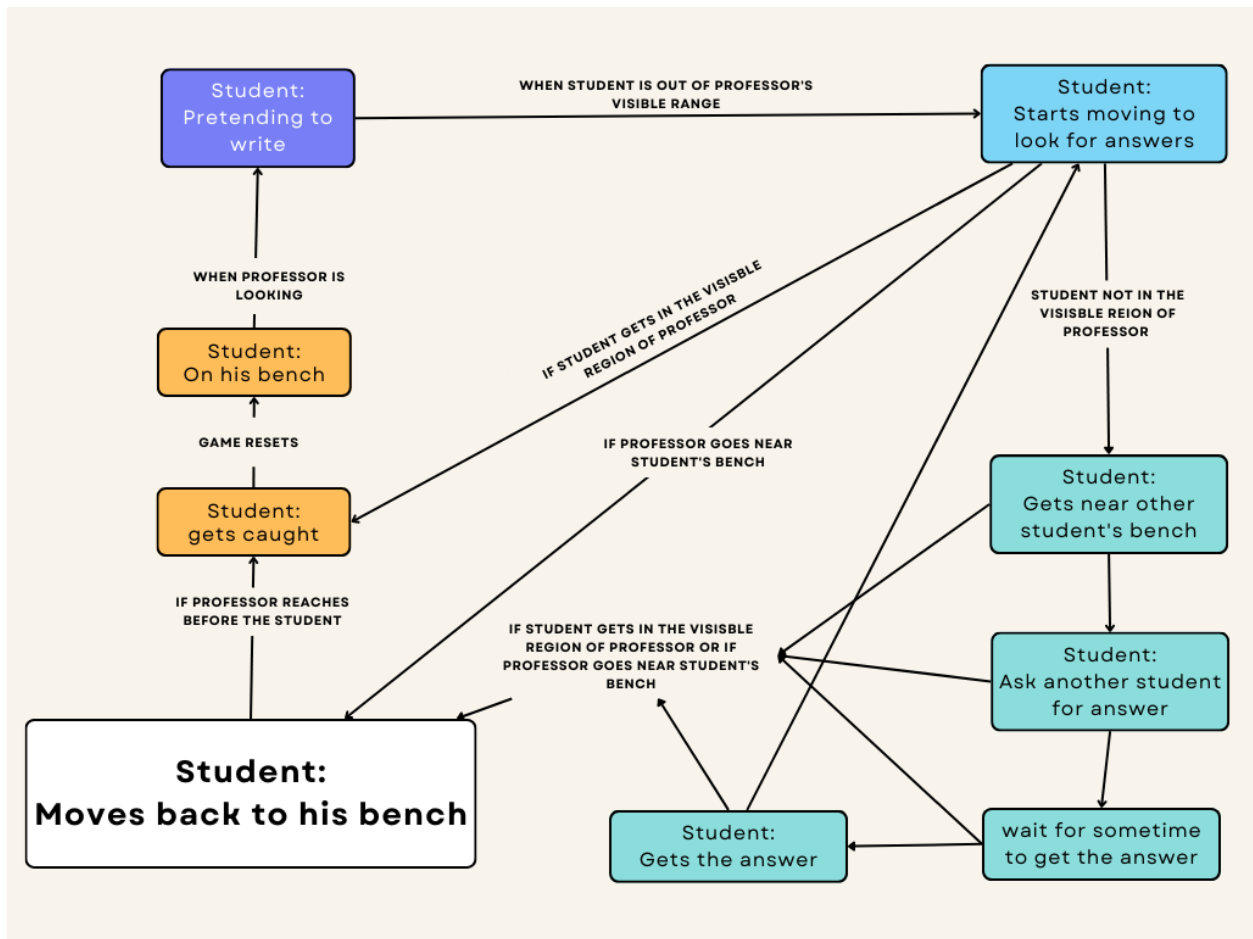 Student:
Pretending to
write
WHEN STUDENT IS OUT OF PROFESSOR'S
VISIBLE RANGE
Student:
Starts moving to
look for answers
WHEN PROFESSOR IS
LOOKING
IF STUDENT GETS IN THE VISISBLE
REGION OF PROFESSOR
STUDENT NOT IN THE
VISISBLE REION OF
PROFESSOR
Student:
On his bench
GAME RESETS
IF PROFESSOR GOES NEAR
STUDENT'S BENCH
Student:
Gets near other
student's bench
Student:
gets caught
IF PROFESSOR REACHES
BEFORE THE STUDENT
IF STUDENT GETS IN THE VISISBLE
REGION OF PROFESSOR OR IF
PROFESSOR GOES NEAR STUDENT'S
BENCH
Student:
Ask another student
for answer
Student:
Moves back to his bench
Student:
Gets the answer
wait for sometime
to get the answer